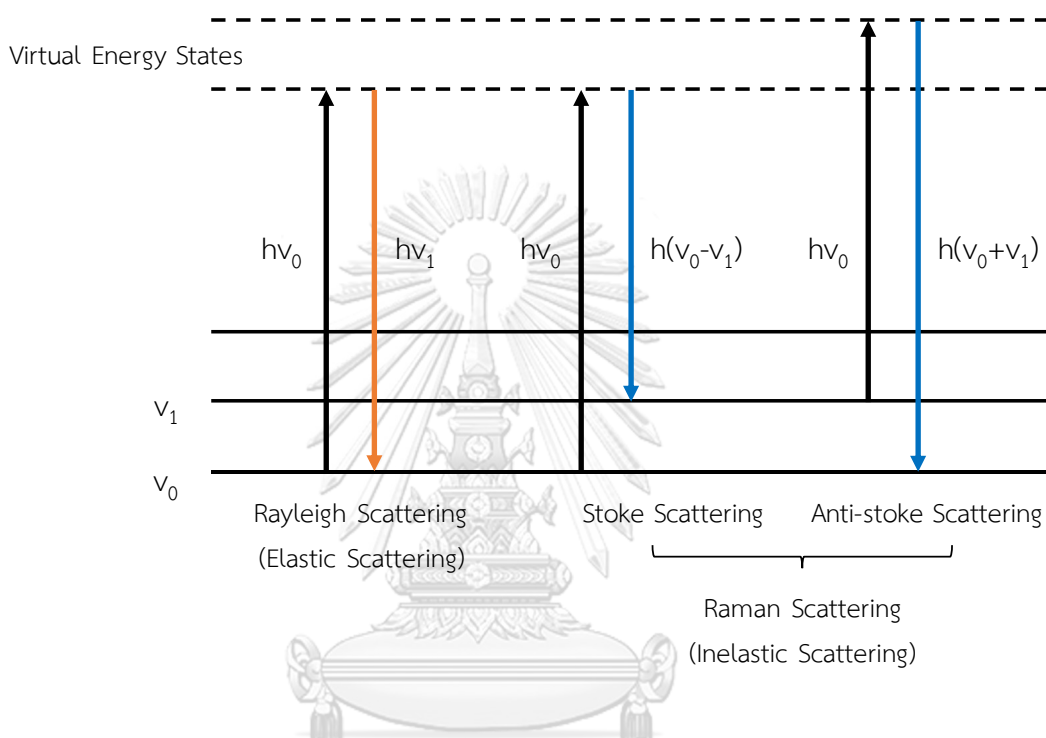 Virtual Energy States
hv₀
hv₁
hv₀
h(v₀-v₁)
hv₀
h(v₀+v₁)
v₁
v₀
Rayleigh Scattering
(Elastic Scattering)
Stoke Scattering
Anti-stoke Scattering
Raman Scattering
(Inelastic Scattering)